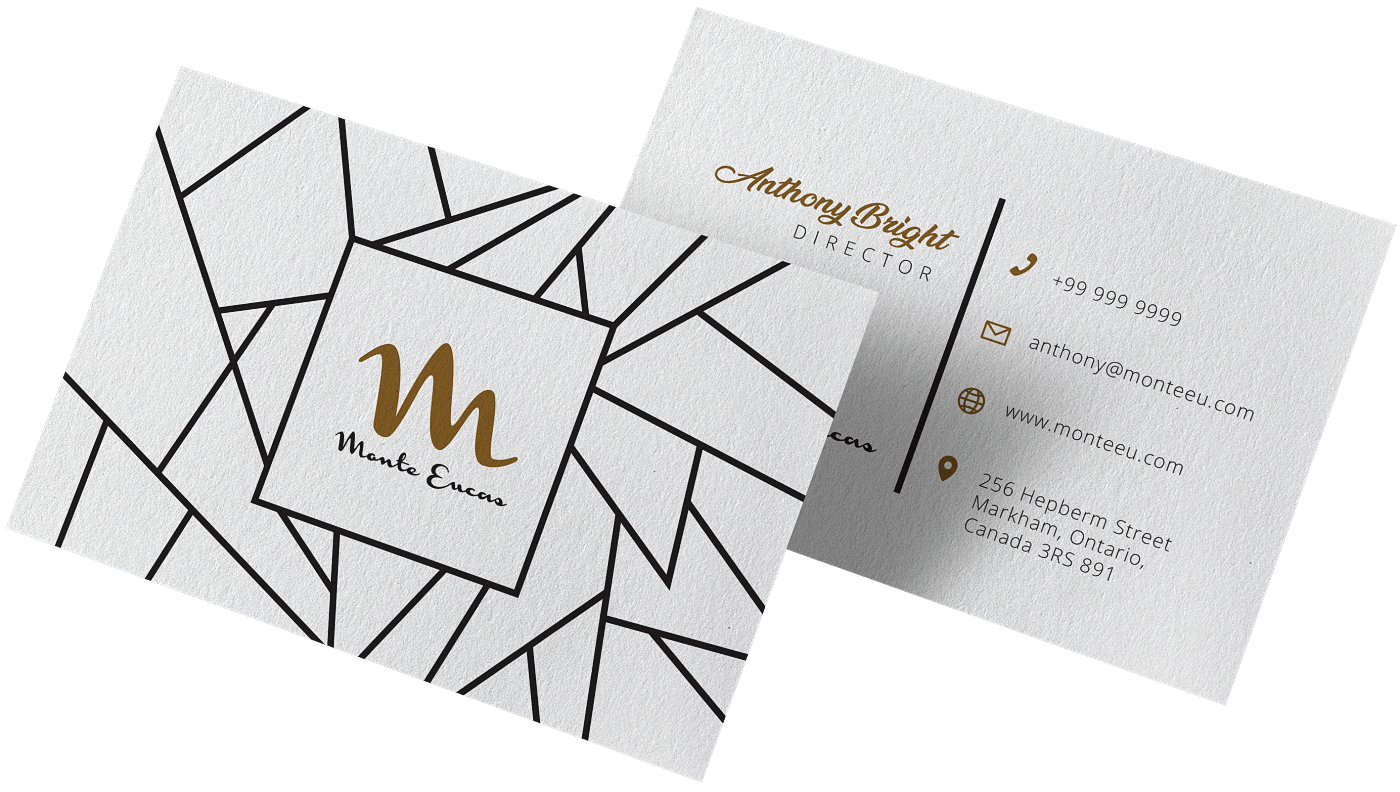 M
Monte Eucas
Anthony Bright
DIRECTOR
+99 999 9999
anthony@monteeu.com
www.monteeu.com
256 Hepberm Street
Markham, Ontario,
Canada 3RS 891
cas